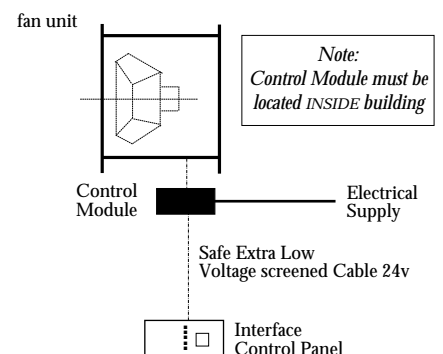 fan unit
Note:
Control Module must be
located INSIDE building
Control
Module
Electrical
Supply
Safe Extra Low
Voltage screened Cable 24v
Interface
Control Panel